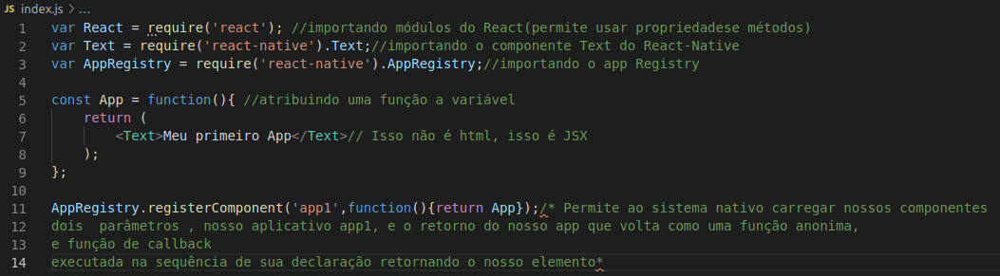 JS index.js > ...
1 var React = require('react'); //importando módulos do React(permite usar propriedadese métodos)
2 var Text = require('react-native').Text;//importando o componente Text do React-Native
3 var AppRegistry = require('react-native').AppRegistry;//importando o app Registry
4
5 const App = function(){ //atribuindo uma função a variável
6 return (
7 <Text>Meu primeiro App</Text>// Isso não é html, isso é JSX
8 );
9 };
10
11 AppRegistry.registerComponent('app1',function(){return App});/* Permite ao sistema nativo carregar nossos componentes
12 dois  parâmetros , nosso aplicativo app1, e o retorno do nosso app que volta como uma função anonima,
13 e função de callback
14 executada na sequência de sua declaração retornando o nosso elemento*